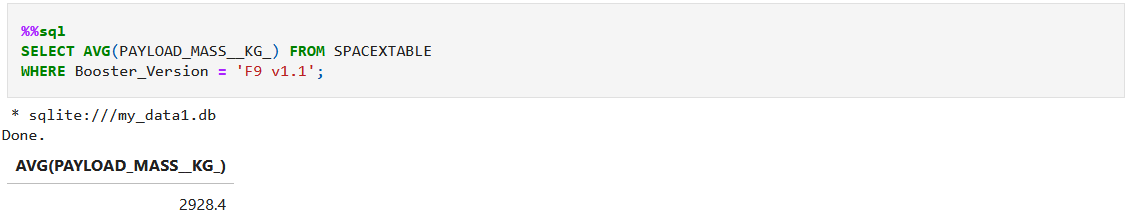 %%sql
SELECT AVG(PAYLOAD_MASS__KG_) FROM SPACEXTABLE
WHERE Booster_Version = 'F9 v1.1';
* sqlite:///my_data1.db
Done.
AVG(PAYLOAD_MASS__KG_)
2928.4